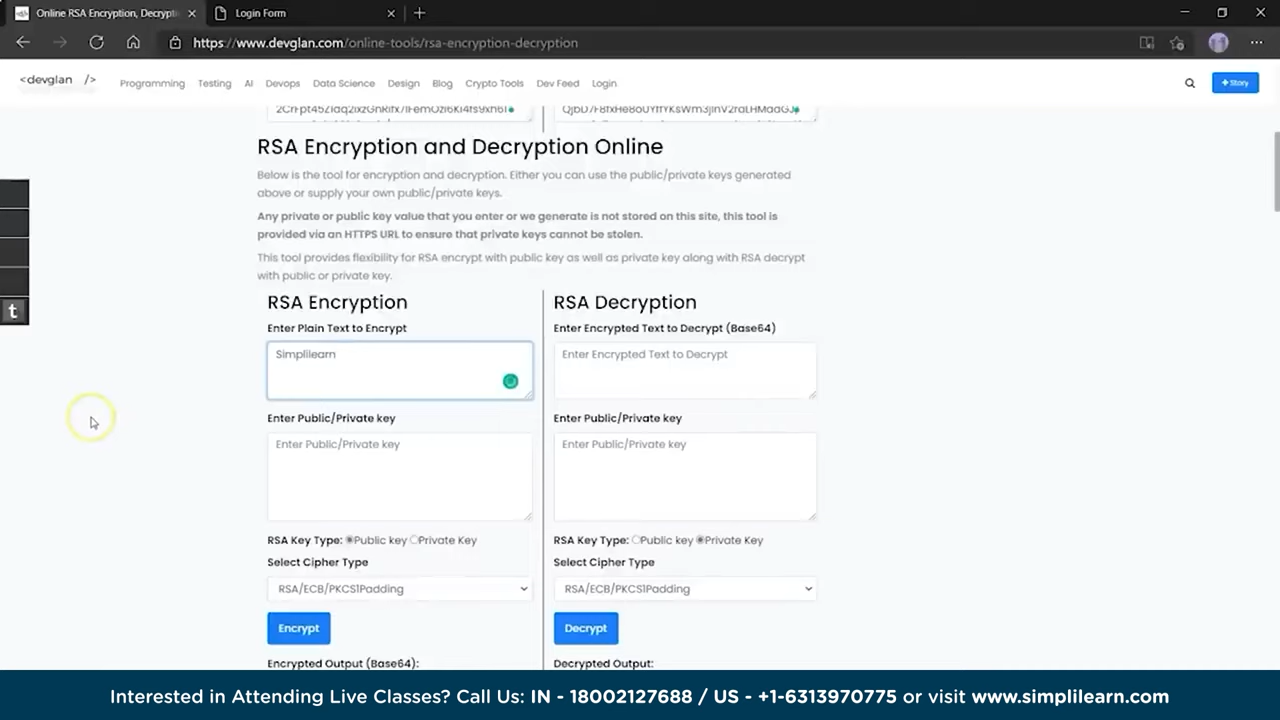 Online RSA Encryption, Decrypti
Login Form
https://www.devglan.com/online-tools/rsa-encryption-decryption
<devglan />
Programming
Testing
AI
Devops
Data Science
Design
Blog
Crypto Tools
Dev Feed
Login
+Story
RSA Encryption and Decryption Online
Below is the tool for encryption and decryption. Either you can use the public/private keys generated
above or supply your own public/private keys.
Any private or public key value that you enter or we generate is not stored on this site, this tool is
provided via an HTTPS URL to ensure that private keys cannot be stolen.
This tool provides flexibility for RSA encrypt with public key as well as private key along with RSA decrypt
with public or private key.
RSA Encryption
Enter Plain Text to Encrypt
Simplilearn
Enter Public/Private key
Enter Public/Private key
RSA Key Type: Public key Private Key
Select Cipher Type
RSA/ECB/PKCS1Padding
Encrypt
Encrypted Output (Base64):
RSA Decryption
Enter Encrypted Text to Decrypt (Base64)
Enter Encrypted Text to Decrypt
Enter Public/Private key
Enter Public/Private key
RSA Key Type: Public key Private Key
Select Cipher Type
RSA/ECB/PKCS1Padding
Decrypt
Decrypted Output:
t
Interested in Attending Live Classes? Call Us: IN - 18002127688 / US - +1-6313970775 or visit www.simplilearn.com